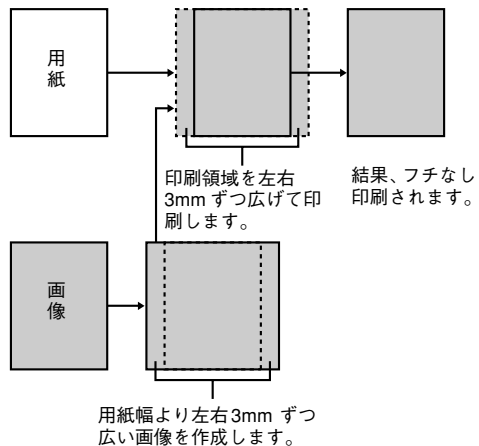 用
紙
印刷領域を左右
3mm ずつ広げて印
刷します。
結果、フチなし
印刷されます。
画
像
用紙幅より左右3mm ずつ
広い画像を作成します。